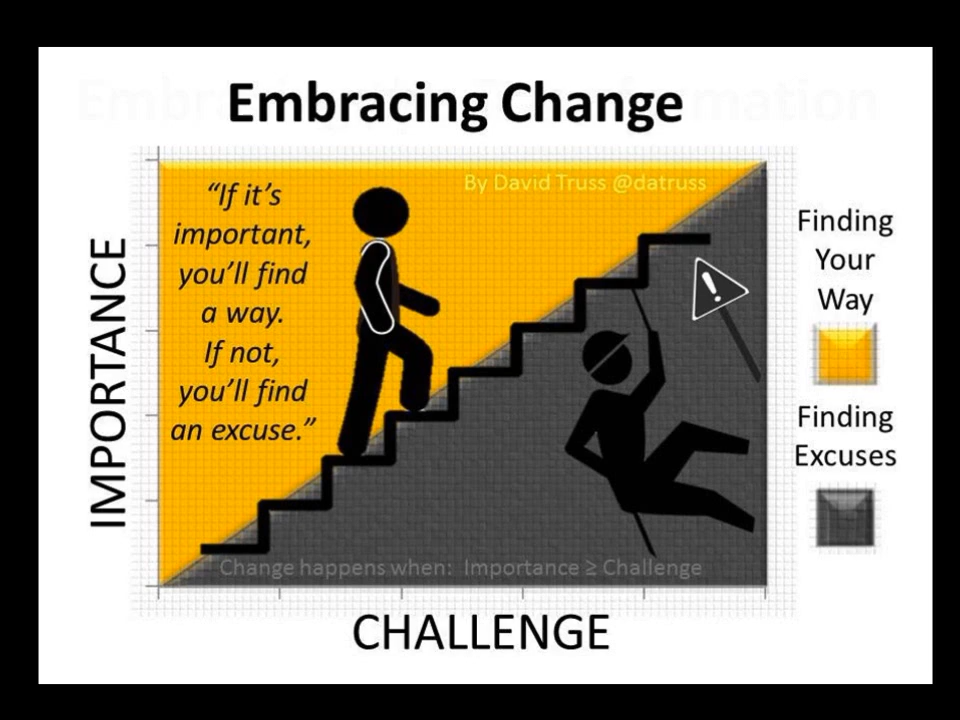 Embracing Change
By David Truss @datruss
“If it’s
important,
you’ll find
a way.
If not,
you’ll find
an excuse.”
IMPORTANCE
Finding
Your
Way
Finding
Excuses
!
Change happens when: Importance ≥ Challenge
CHALLENGE